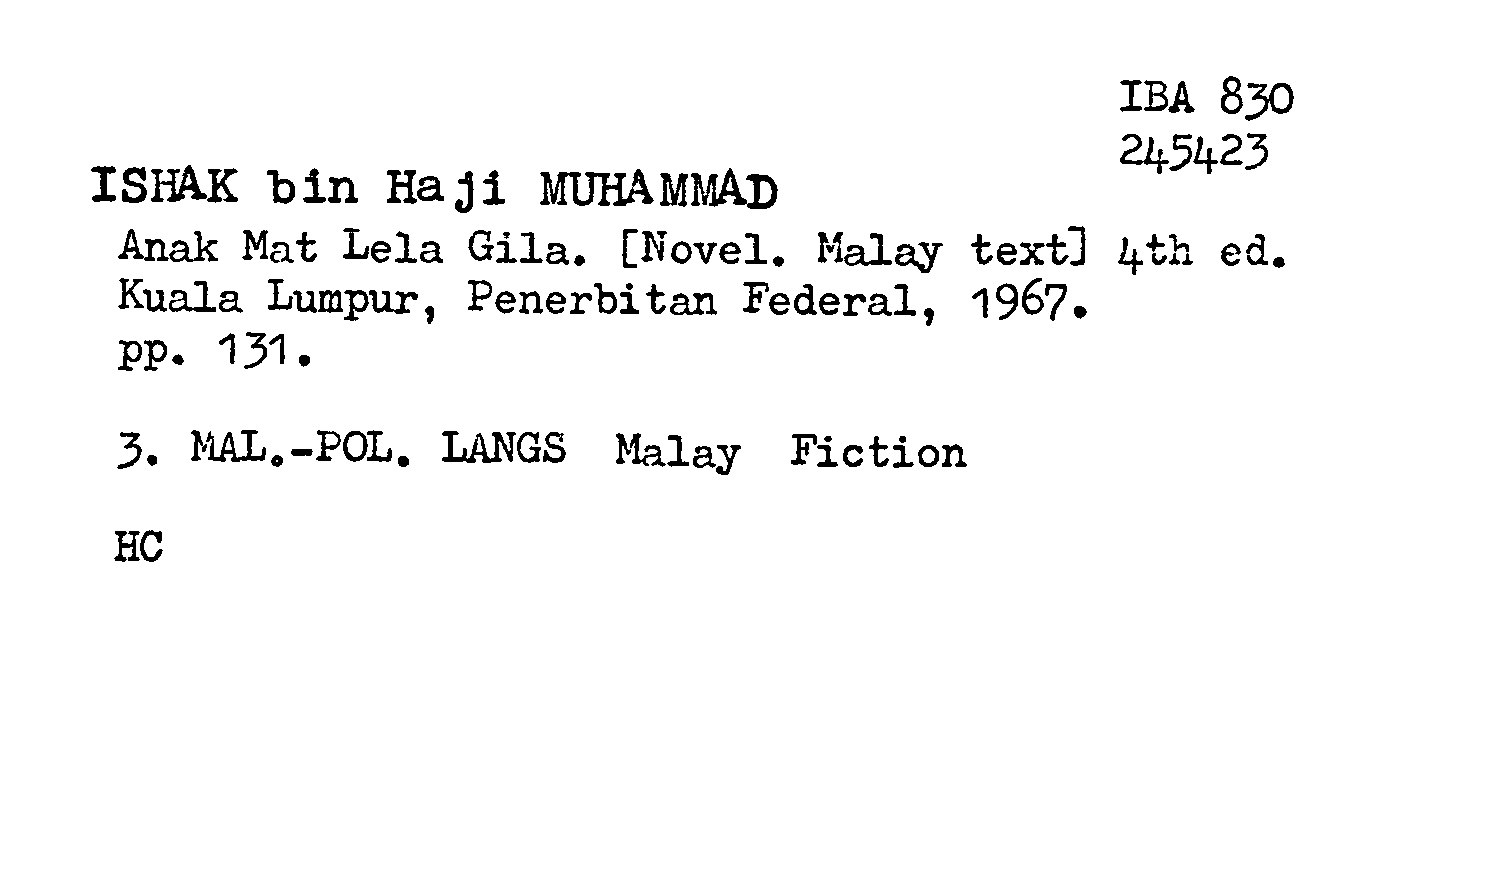 IBA 830
245423
ISHAK bin Haji MUHAMMAD
Anak Mat Lela Gila. [Novel. Malay text] 4th ed.
Kuala Lumpur, Penerbitan Federal, 1967.
pp. 131.
3. MAL.-POL. LANGS Malay Fiction
HC